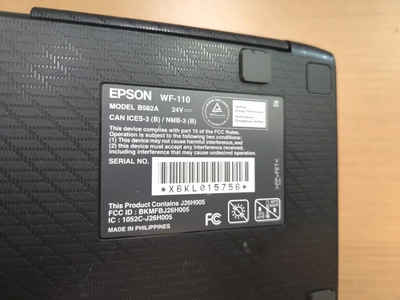 EPSON WF-110
MODEL B582A 24V
CAN ICES-3 (B) / NMB-3 (B)
This device complies with part 15 of the FCC Rules.
Operation is subject to the following two conditions:
(1) This device may not cause harmful interference, and
(2) this device must accept any interference received,
including interference that may cause undesired operation.
SERIAL NO.
*X6KL015756*
This Product Contains J26H005
FCC ID : BKMFBJ26H005
IC : 1052C-J26H005
MADE IN PHILIPPINES
FC
>PP+PET<